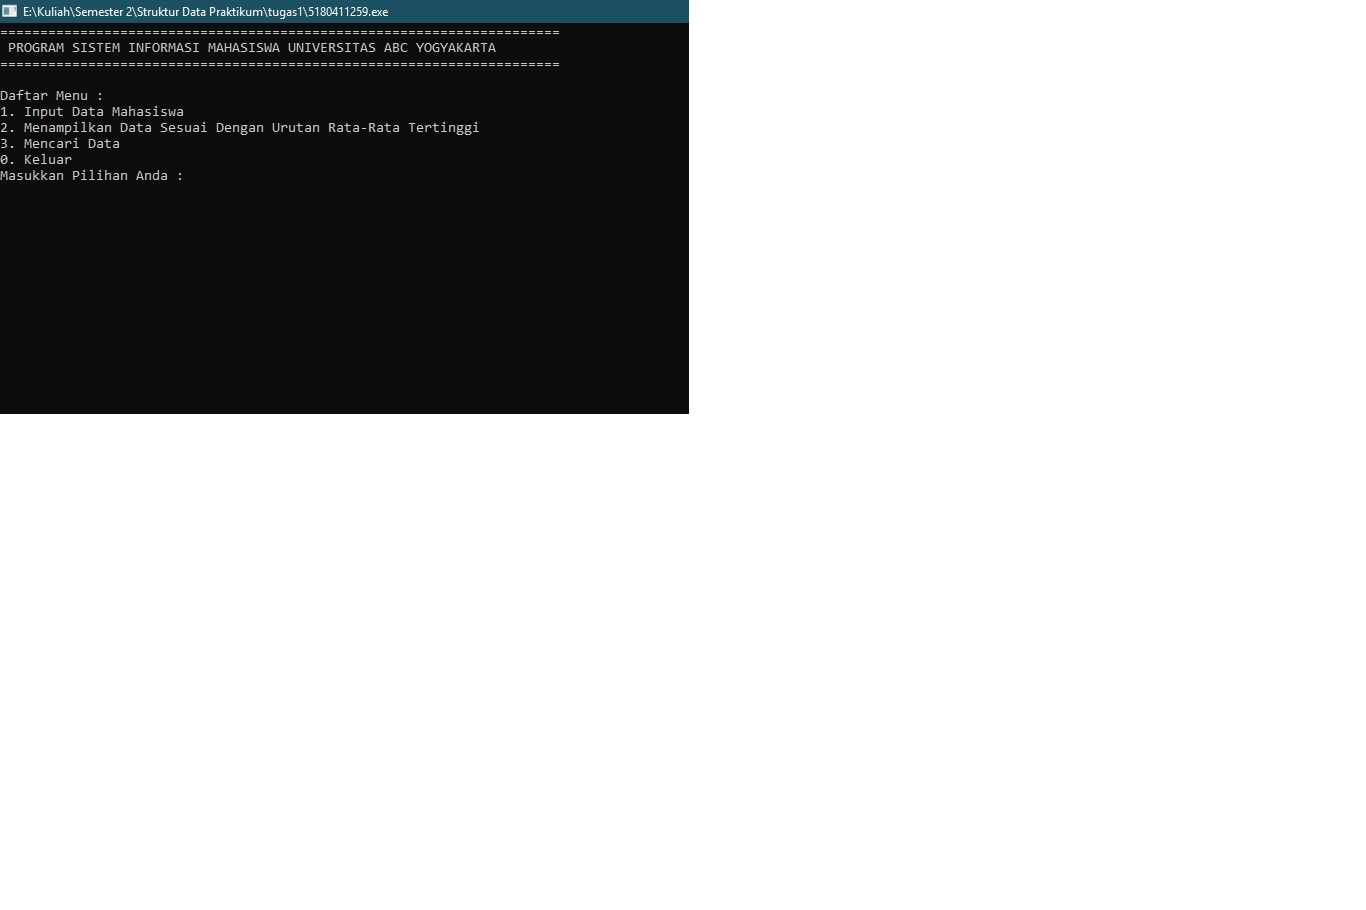 E:\Kuliah\Semester 2\Struktur Data Praktikum\tugas1\5180411259.exe
======================================================================
 PROGRAM SISTEM INFORMASI MAHASISWA UNIVERSITAS ABC YOGYAKARTA
======================================================================
Daftar Menu :
1. Input Data Mahasiswa
2. Menampilkan Data Sesuai Dengan Urutan Rata-Rata Tertinggi
3. Mencari Data
0. Keluar
Masukkan Pilihan Anda :